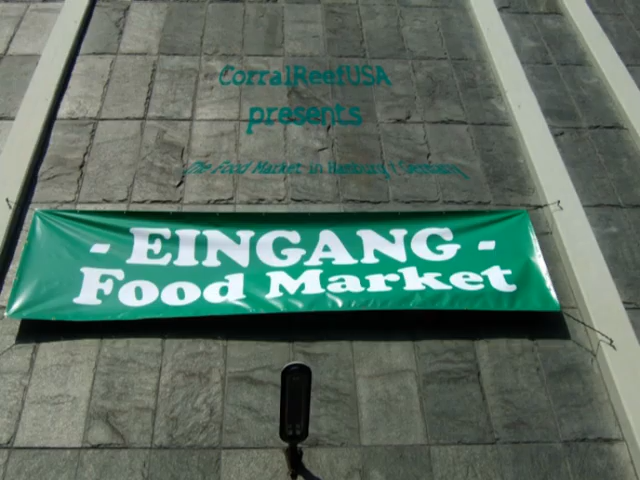 CorralReefUSA
presents
The Food Market in Hamburg Germany
- EINGANG -
Food Market